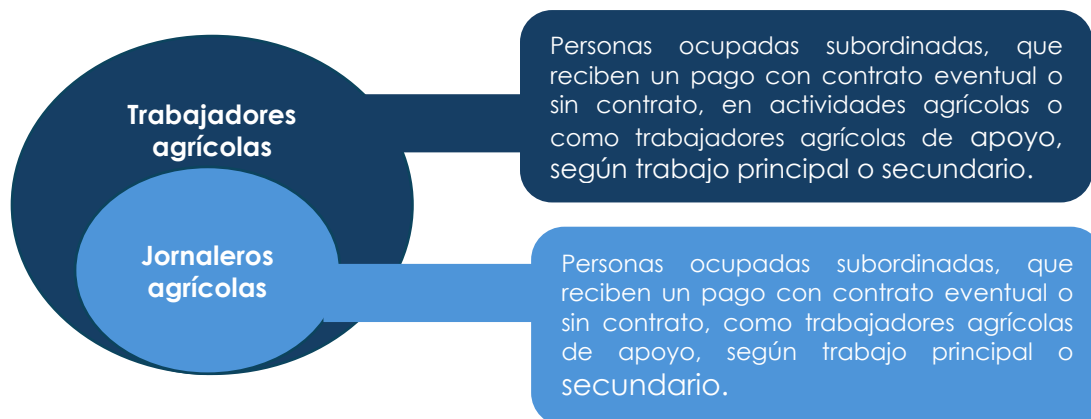 Trabajadores
agrícolas
Personas ocupadas subordinadas, que
reciben un pago con contrato eventual o
sin contrato, en actividades agrícolas o
como trabajadores agrícolas de apoyo,
según trabajo principal o secundario.
Jornaleros
agrícolas
Personas ocupadas subordinadas, que
reciben un pago con contrato eventual o
sin contrato, como trabajadores agrícolas
de apoyo, según trabajo principal o
secundario.